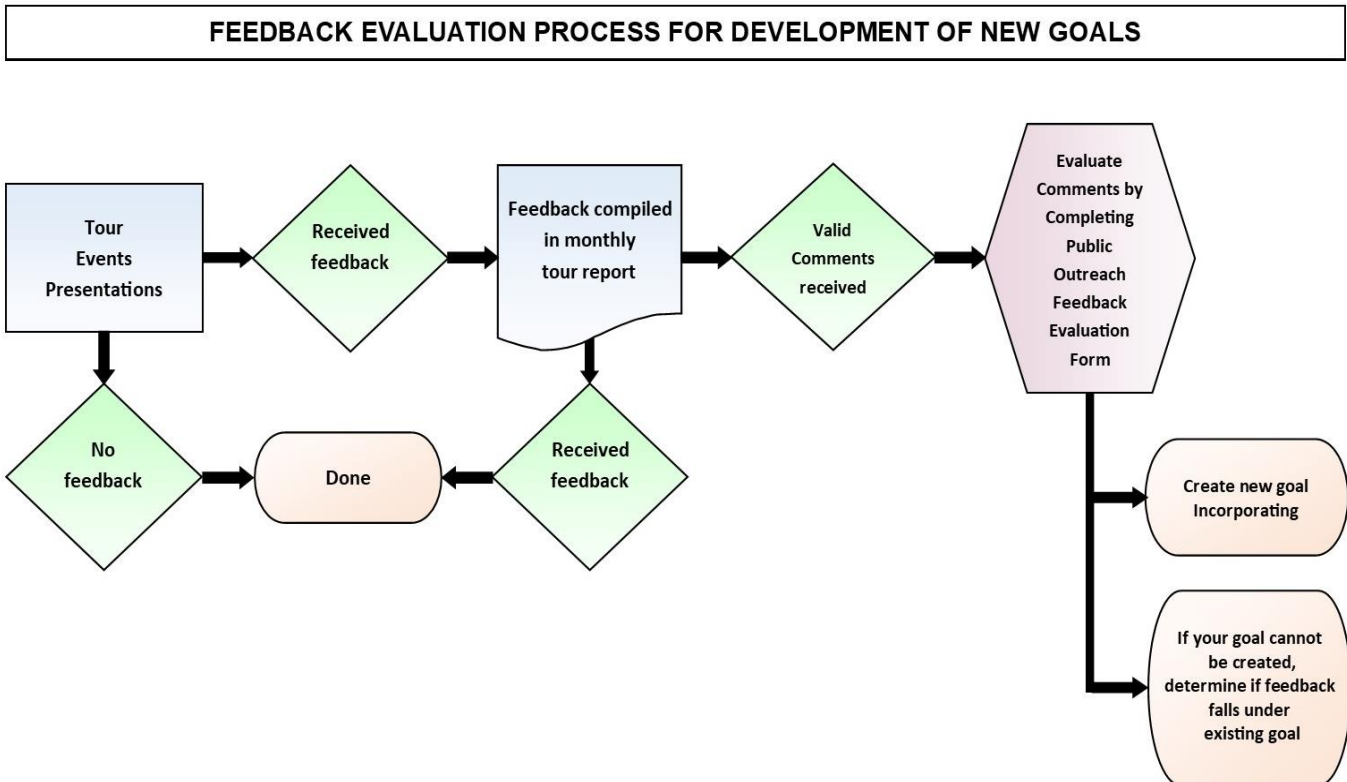 FEEDBACK EVALUATION PROCESS FOR DEVELOPMENT OF NEW GOALS
Tour
Events
Presentations
Received
feedback
Feedback compiled
in monthly
tour report
Valid
Comments
received
Evaluate
Comments by
Completing
Public
Outreach
Feedback
Evaluation
Form
No
feedback
Done
Received
feedback
Create new goal
Incorporating
If your goal cannot
be created,
determine if feedback
falls under
existing goal